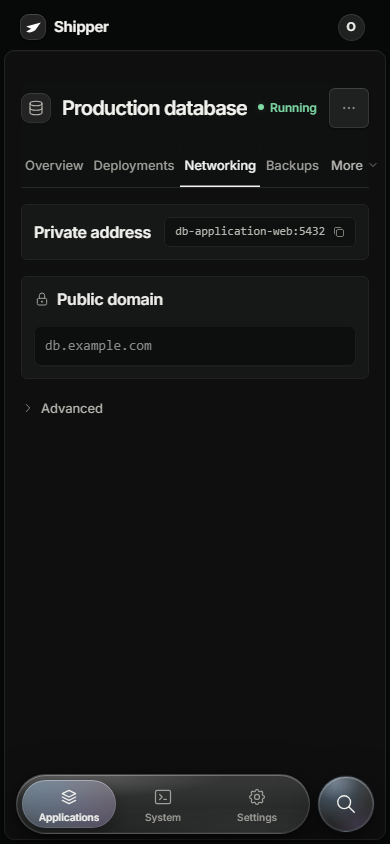 Shipper
O
Production database
Running
Overview Deployments Networking Backups More
Private address
db-application-web:5432
Public domain
db.example.com
Advanced
Applications
System
Settings